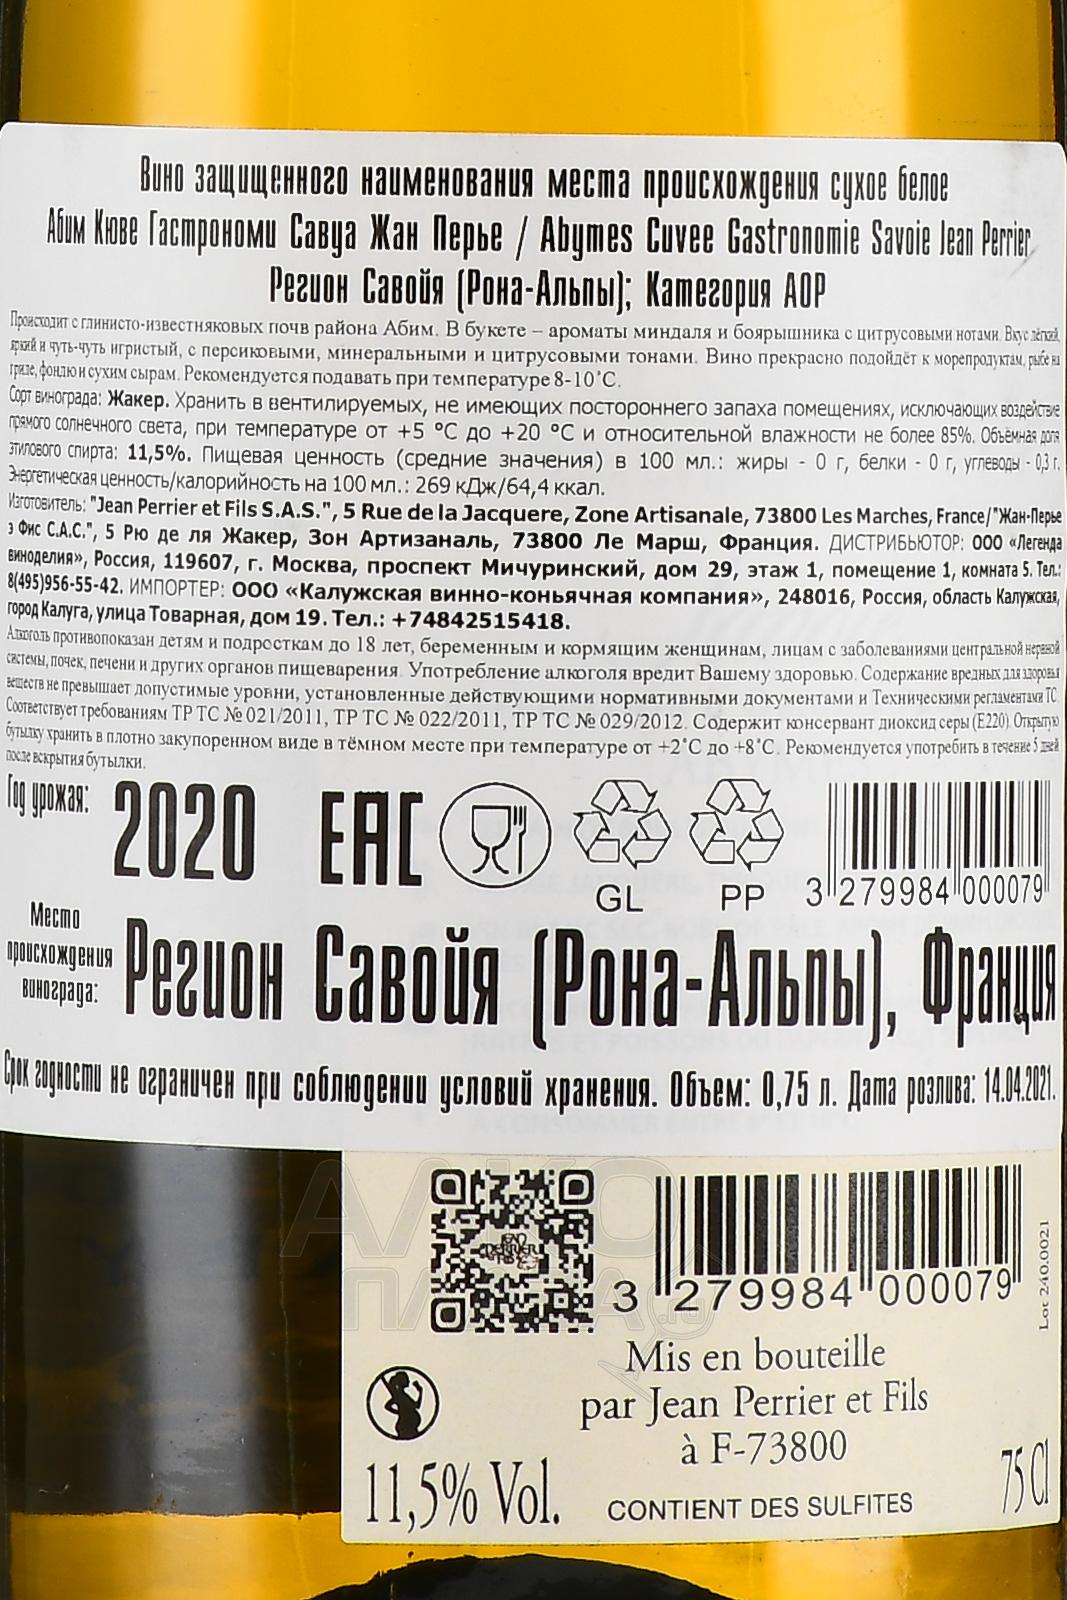 Вино защищенного наименования места происхождения сухое белое
Абим Кюве Гастрономи Савуа Жан Перье / Abymes Cuvee Gastronomie Savoie Jean Perrier
Регион Савойя (Рона-Альпы); Категория AOP
Происходит с глинисто-известняковых почв района Абим. В букете – ароматы миндаля и боярышника с цитрусовыми нотами. Вкус лёгкий,
яркий и чуть-чуть игристый, с персиковыми, минеральными и цитрусовыми тонами. Вино прекрасно подойдёт к морепродуктам, рыбе на
гриле, фондю и сухим сырам. Рекомендуется подавать при температуре 8-10˚С.
Сорт винограда: Жакер. Хранить в вентилируемых, не имеющих постороннего запаха помещениях, исключающих воздействие
прямого солнечного света, при температуре от +5 °С до +20 °С и относительной влажности не более 85%. Объёмная доля
этилового спирта: 11,5%. Пищевая ценность (средние значения) в 100 мл.: жиры - 0 г, белки - 0 г, углеводы - 0,3 г.
Энергетическая ценность/калорийность на 100 мл.: 269 кДж/64,4 ккал.
Изготовитель: "Jean Perrier et Fils S.A.S.", 5 Rue de la Jacquere, Zone Artisanale, 73800 Les Marches, France/"Жан-Перье
э Фис С.А.С.", 5 Рю де ля Жакер, Зон Артизаналь, 73800 Ле Марш, Франция. ДИСТРИБЬЮТОР: ООО «Легенда
виноделия», Россия, 119607, г. Москва, проспект Мичуринский, дом 29, этаж 1, помещение 1, комната 5. Тел.:
8(495)956-55-42. ИМПОРТЕР: ООО «Калужская винно-коньячная компания», 248016, Россия, область Калужская,
город Калуга, улица Товарная, дом 19. Тел.: +74842515418.
Алкоголь противопоказан детям и подросткам до 18 лет, беременным и кормящим женщинам, лицам с заболеваниями центральной нервной
системы, почек, печени и других органов пищеварения. Употребление алкоголя вредит Вашему здоровью. Содержание вредных для здоровья
веществ не превышает допустимые уровни, установленные действующими нормативными документами и Техническими регламентами ТС.
Соответствует требованиям ТР ТС № 021/2011, ТР ТС № 022/2011, ТР ТС № 029/2012. Содержит консервант диоксид серы (Е220). Открытую
бутылку хранить в плотно закупоренном виде в тёмном месте при температуре от +2˚С до +8˚С. Рекомендуется употребить в течение 5 дней
после вскрытия бутылки.
Год урожая: 2020 EAC
GL PP
3 279984 000079
Место
происхождения
винограда:
Регион Савойя (Рона-Альпы), Франция
Срок годности не ограничен при соблюдении условий хранения. Объем: 0,75 л. Дата розлива: 14.04.2021.
JEAN
PERRIER
3 279984 000079
Lot 240.0021
Mis en bouteille
par Jean Perrier et Fils
à F-73800
11,5% Vol.
CONTIENT DES SULFITES
75 Cl